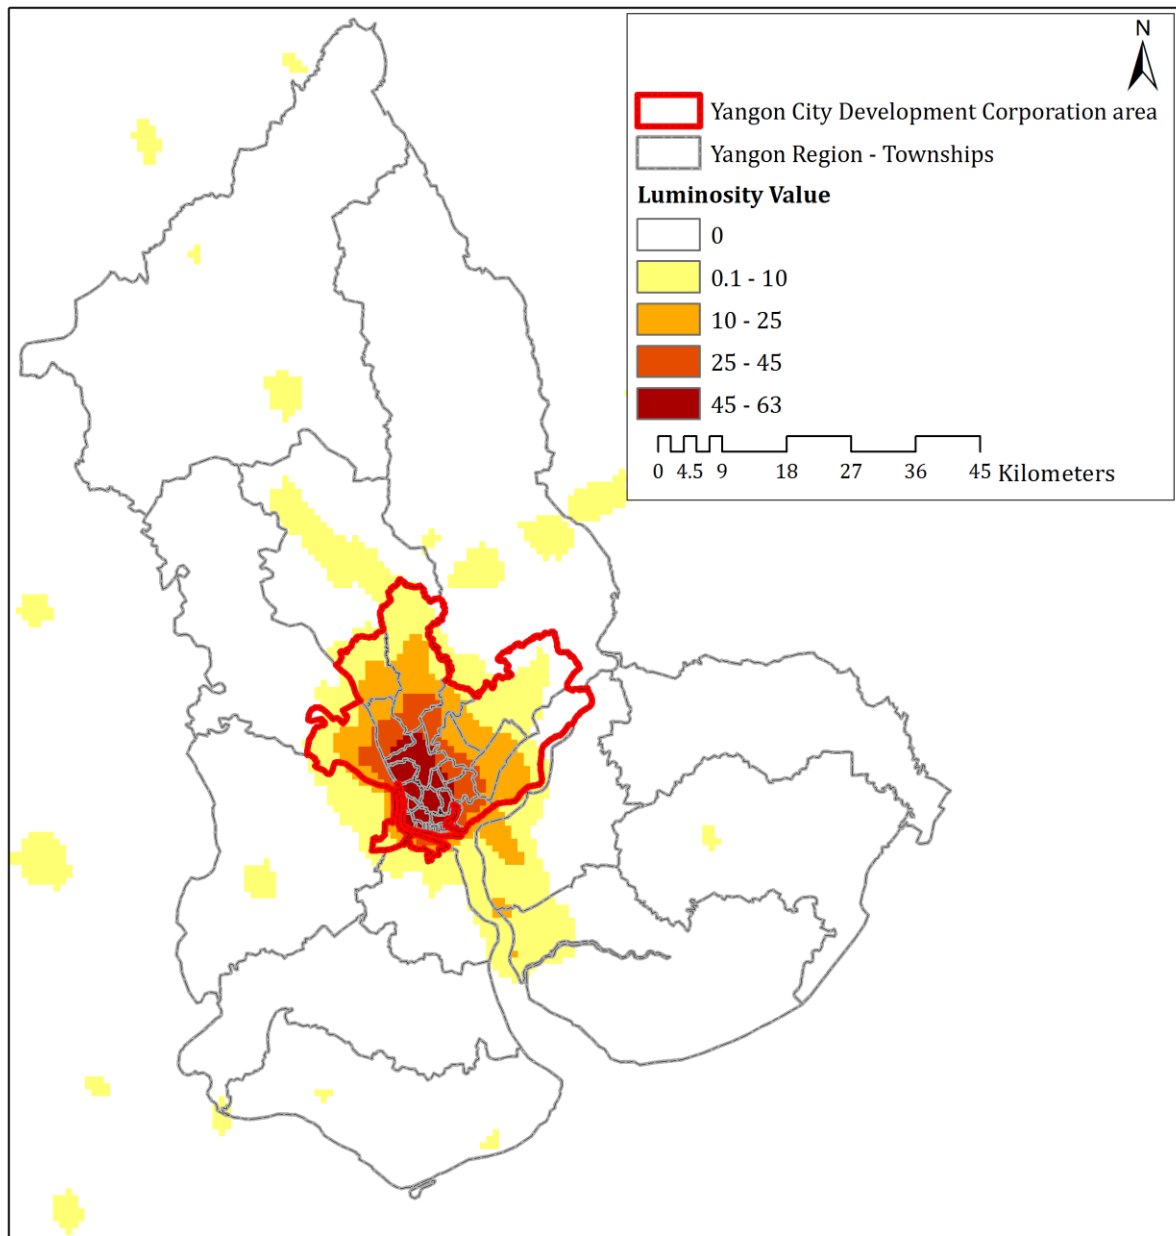 N
Yangon City Development Corporation area
Yangon Region - Townships
Luminosity Value
0
0.1 - 10
10 - 25
25 - 45
45 - 63
0 4.5 9 18 27 36 45 Kilometers